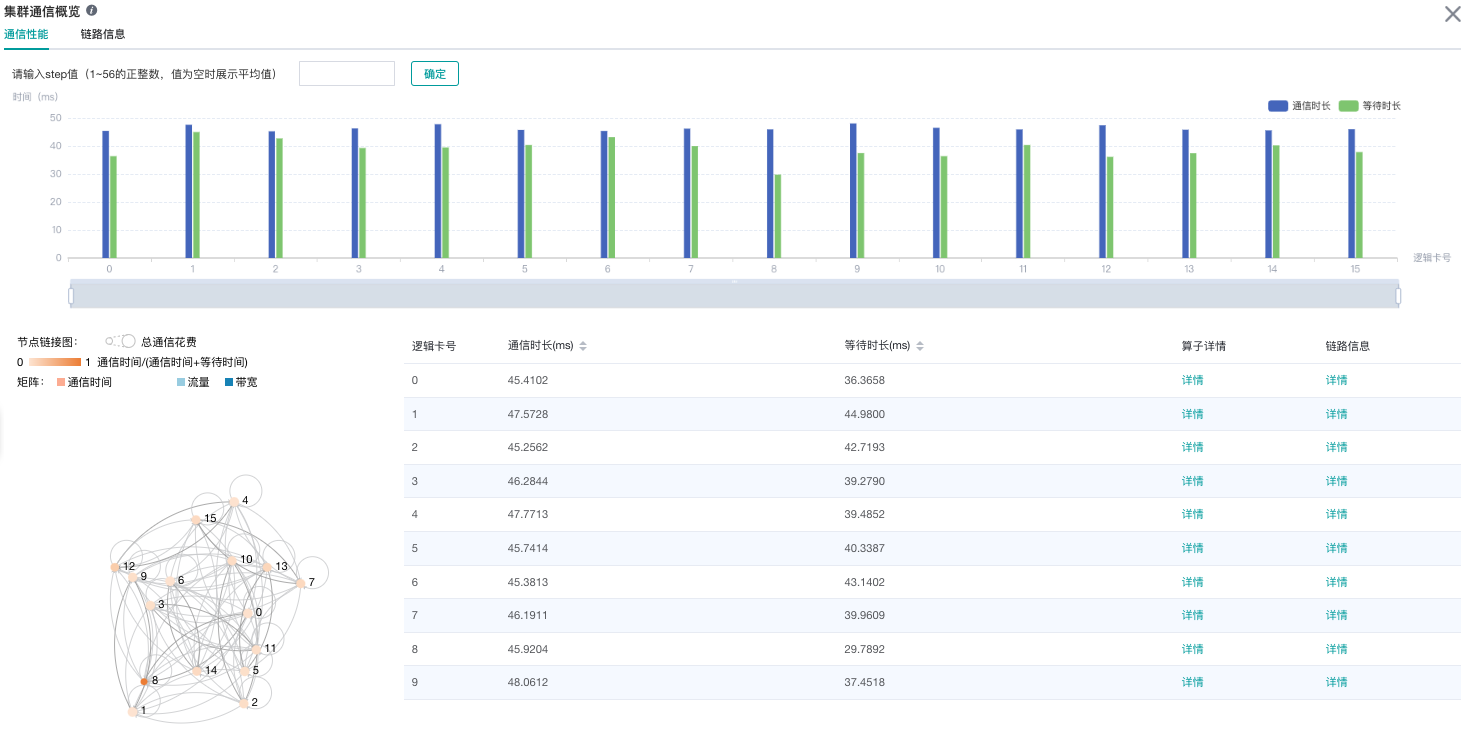 集群通信概览
通信性能 链路信息
请输入step值（1~56的正整数，值为空时展示平均值） 确定
时间（ms）
通信时长 等待时长
50
40
30
20
10
0
0 1 2 3 4 5 6 7 8 9 10 11 12 13 14 15
逻辑卡号
节点链接图： 总通信花费
0 1 通信时间/(通信时间+等待时间)
矩阵： 通信时间 流量 带宽
4
15
10
13
12
9
6
7
3
0
11
14
5
8
2
1
逻辑卡号 通信时长(ms) 等待时长(ms) 算子详情 链路信息
0 45.4102 36.3658 详情 详情
1 47.5728 44.9800 详情 详情
2 45.2562 42.7193 详情 详情
3 46.2844 39.2790 详情 详情
4 47.7713 39.4852 详情 详情
5 45.7414 40.3387 详情 详情
6 45.3813 43.1402 详情 详情
7 46.1911 39.9609 详情 详情
8 45.9204 29.7892 详情 详情
9 48.0612 37.4518 详情 详情